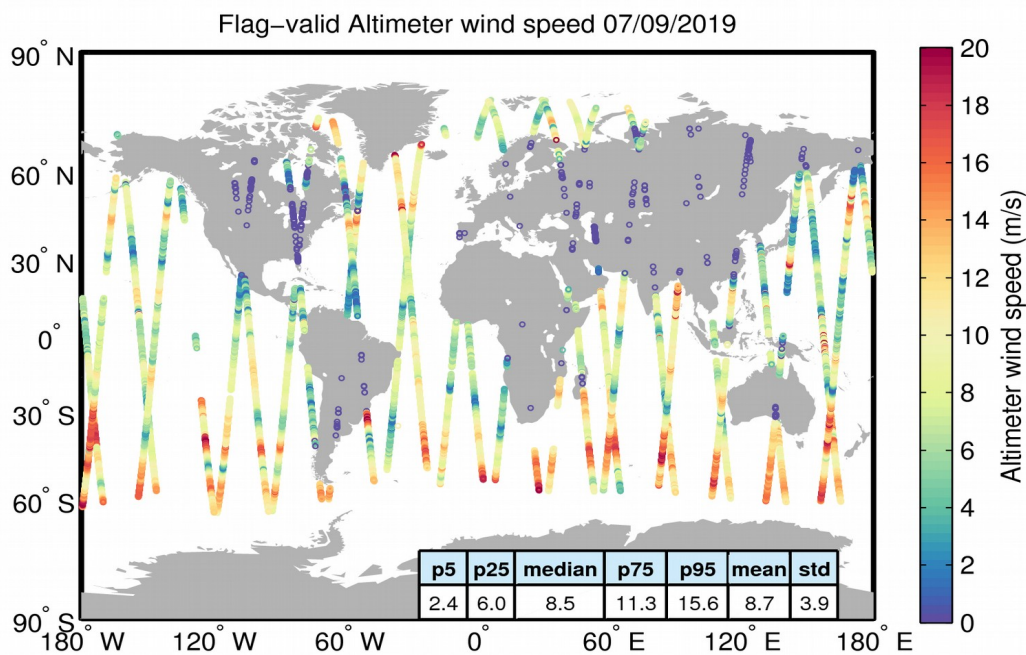 Flag−valid Altimeter wind speed 07/09/2019
90° N
60° N
30° N
0°
30° S
60° S
90° S
180° W
120° W
60° W
0°
60° E
120° E
180° E
p5 p25 median p75 p95 mean std
2.4 6.0 8.5 11.3 15.6 8.7 3.9
20
18
16
14
12
10
8
6
4
2
0
Altimeter wind speed (m/s)